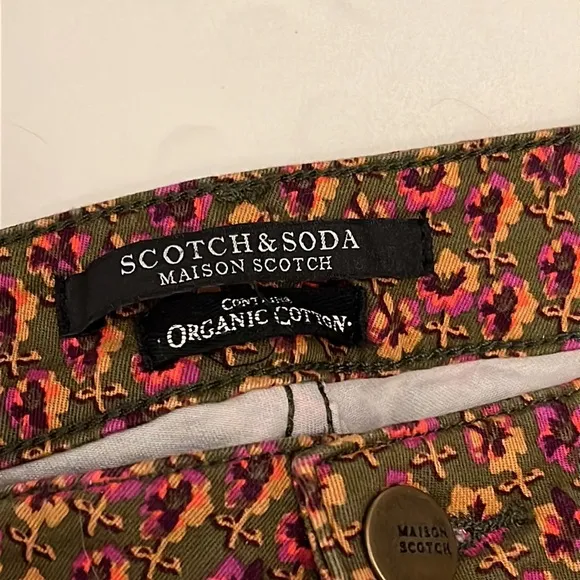 SCOTCH & SODA
MAISON SCOTCH
CONTAINS
·ORGANIC COTTON·
MAISON
SCOTCH